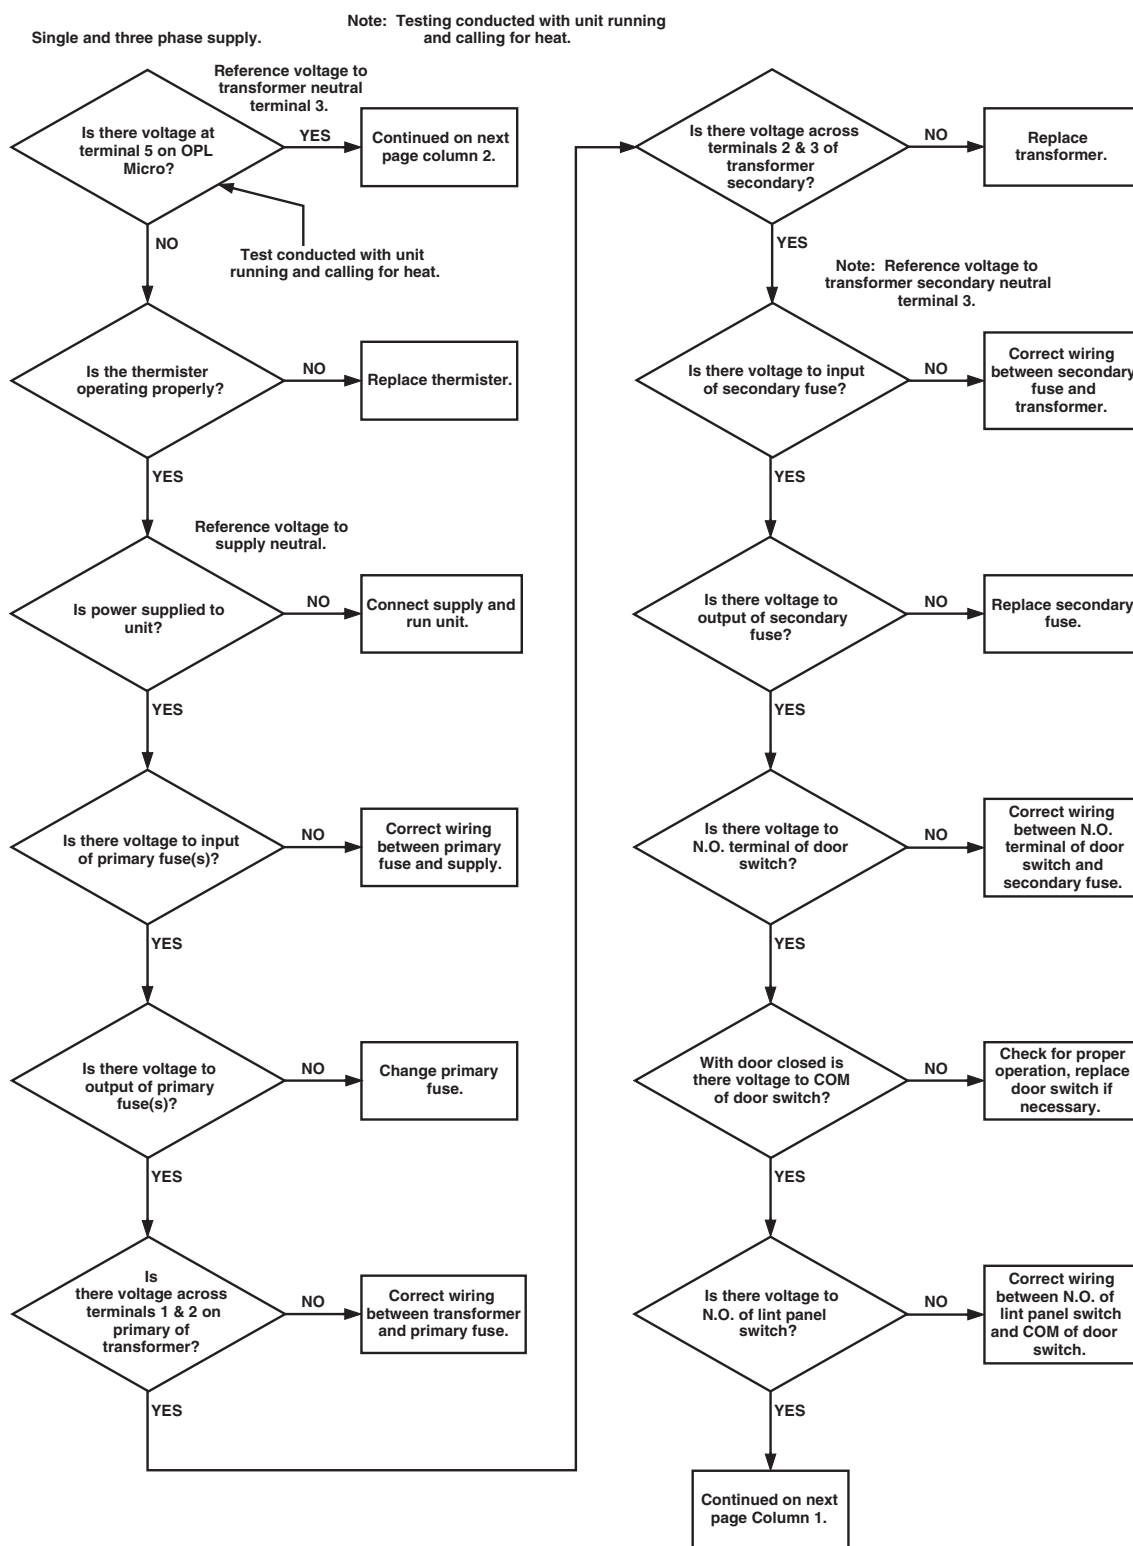 Note: Testing conducted with unit running
and calling for heat.
Single and three phase supply.
Reference voltage to
transformer neutral
terminal 3.
Is there voltage at
terminal 5 on OPL
Micro?
YES
Continued on next
page column 2.
NO
Test conducted with unit
running and calling for heat.
Is the thermister
operating properly?
NO
Replace thermister.
YES
Reference voltage to
supply neutral.
Is power supplied to
unit?
NO
Connect supply and
run unit.
YES
Is there voltage to input
of primary fuse(s)?
NO
Correct wiring
between primary
fuse and supply.
YES
Is there voltage to
output of primary
fuse(s)?
NO
Change primary
fuse.
YES
Is
there voltage across
terminals 1 & 2 on
primary of
transformer?
NO
Correct wiring
between transformer
and primary fuse.
YES
Is there voltage across
terminals 2 & 3 of
transformer
secondary?
NO
Replace
transformer.
YES
Note: Reference voltage to
transformer secondary neutral
terminal 3.
Is there voltage to input
of secondary fuse?
NO
Correct wiring
between secondary
fuse and
transformer.
YES
Is there voltage to
output of secondary
fuse?
NO
Replace secondary
fuse.
YES
Is there voltage to
N.O. terminal of door
switch?
NO
Correct wiring
between N.O.
terminal of door
switch and
secondary fuse.
YES
With door closed is
there voltage to COM
of door switch?
NO
Check for proper
operation, replace
door switch if
necessary.
YES
Is there voltage to
N.O. of lint panel
switch?
NO
Correct wiring
between N.O. of
lint panel switch
and COM of door
switch.
YES
Continued on next
page Column 1.